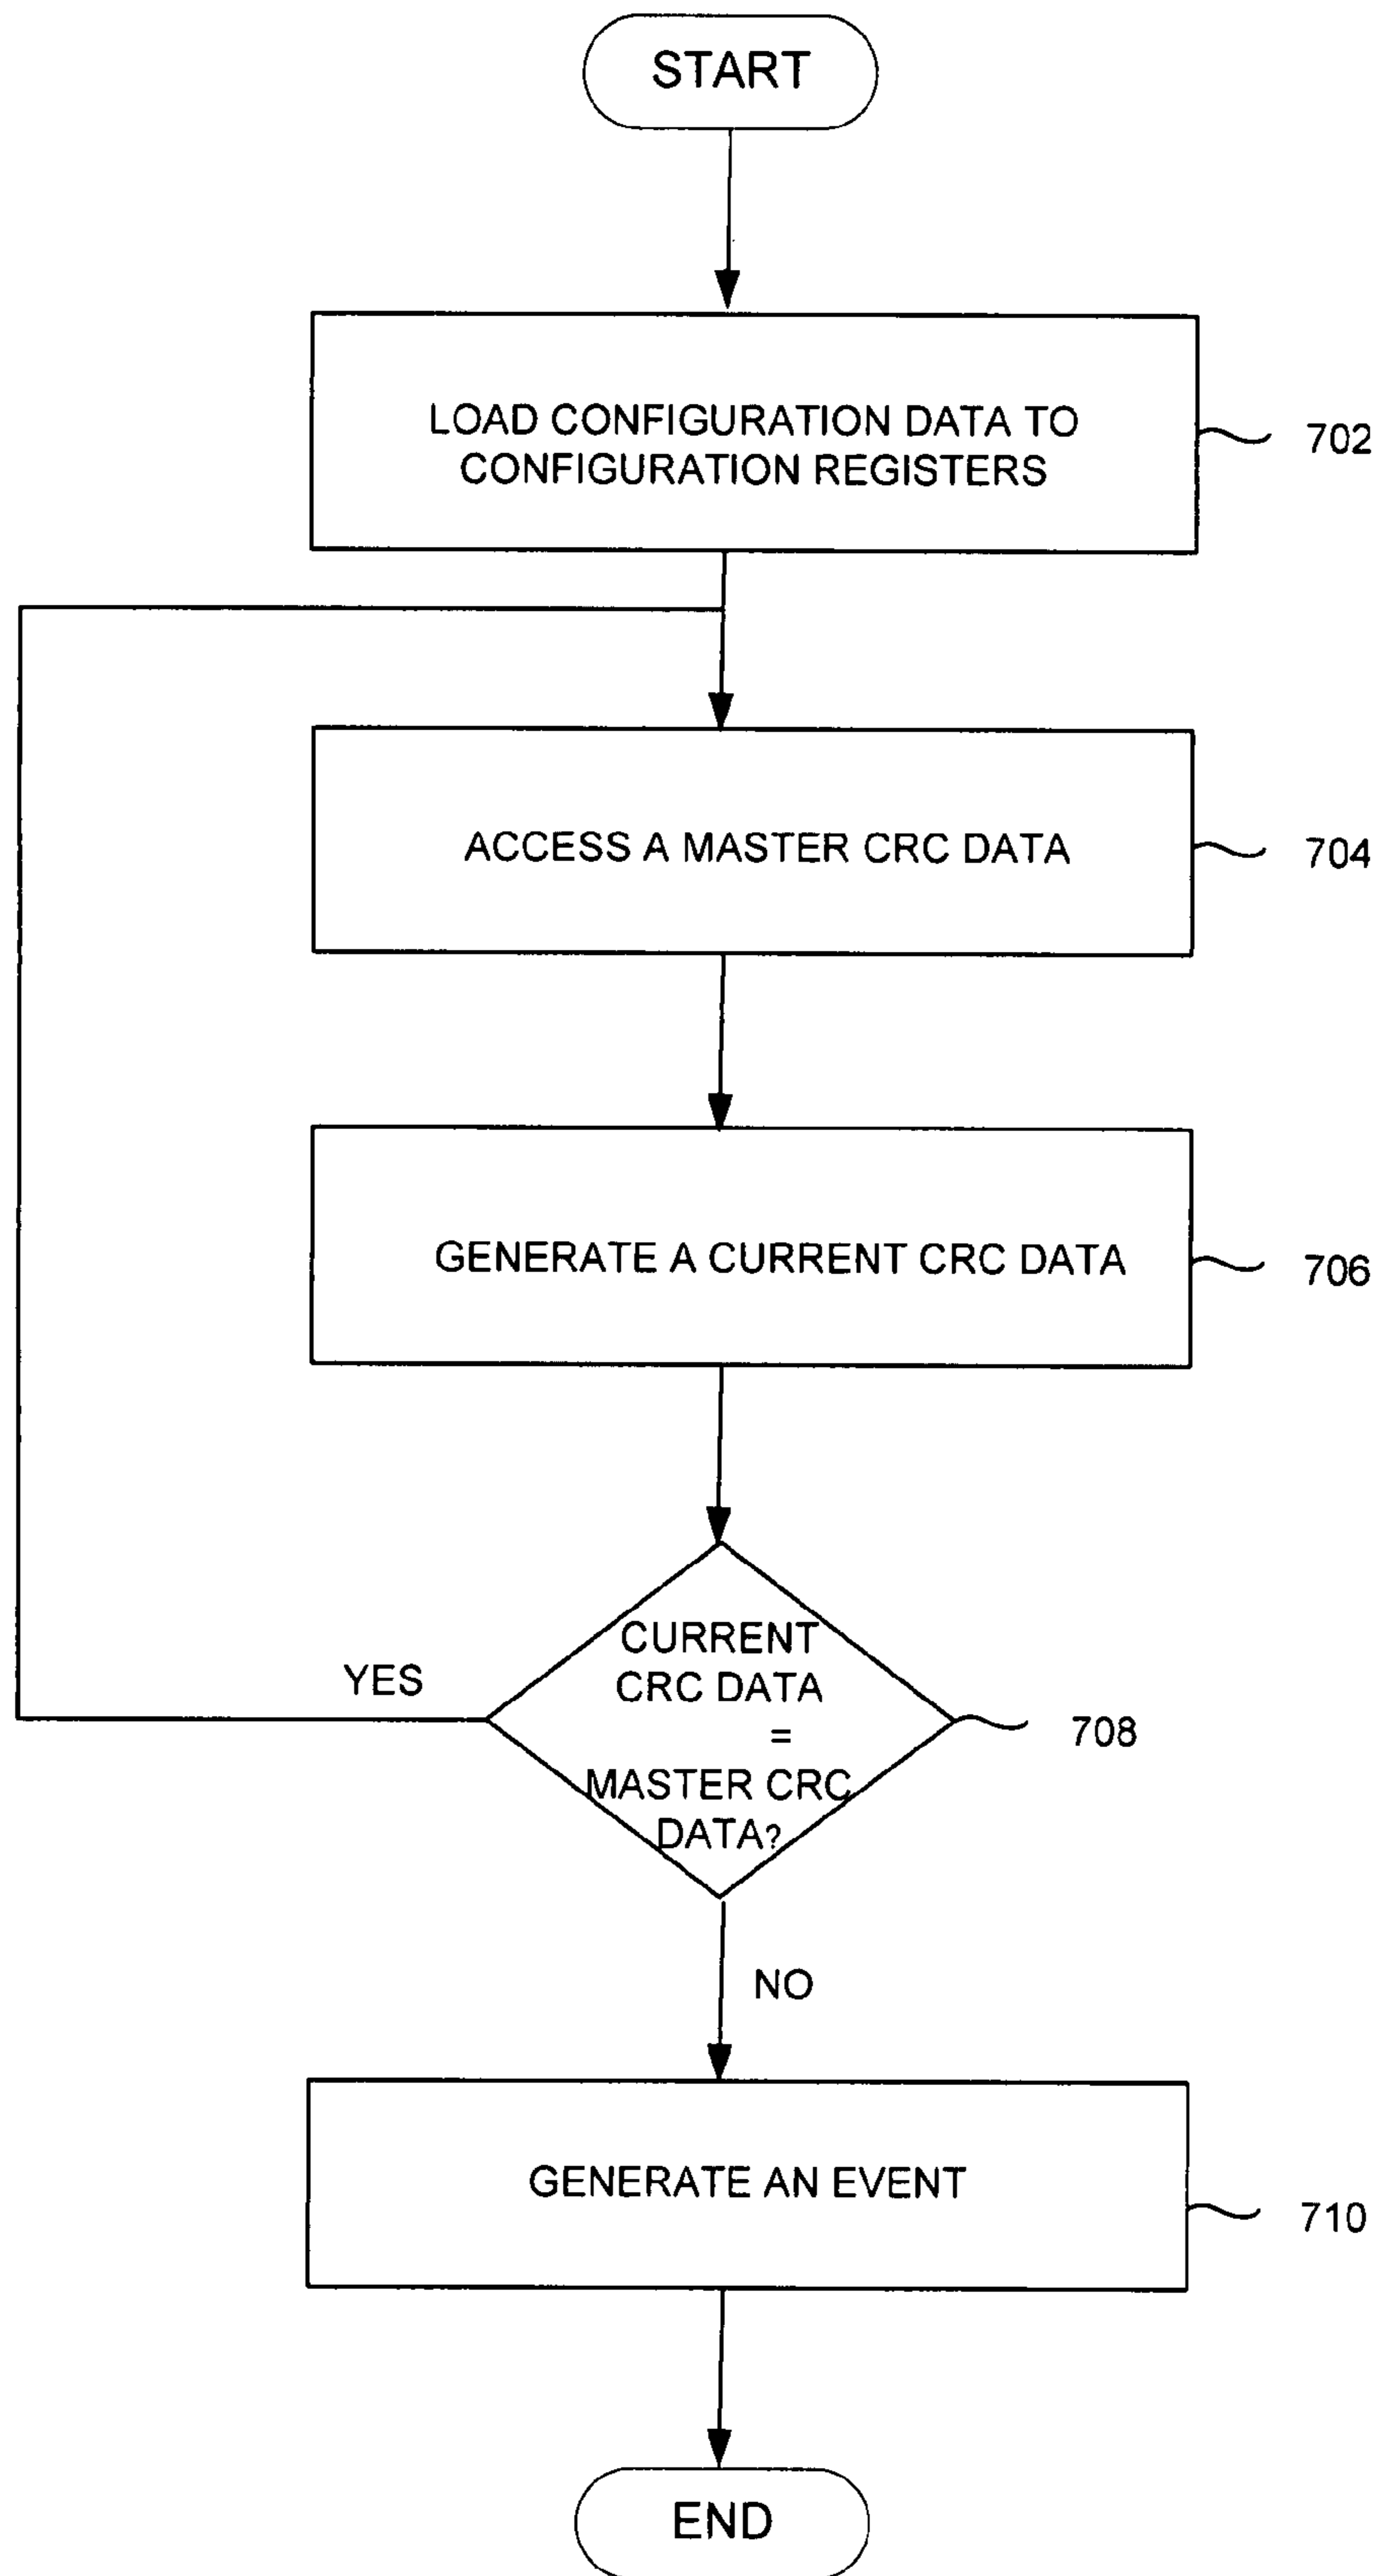 START
LOAD CONFIGURATION DATA TO
CONFIGURATION REGISTERS
702
ACCESS A MASTER CRC DATA
704
GENERATE A CURRENT CRC DATA
706
CURRENT
CRC DATA
=
MASTER CRC
DATA?
YES
708
NO
GENERATE AN EVENT
710
END